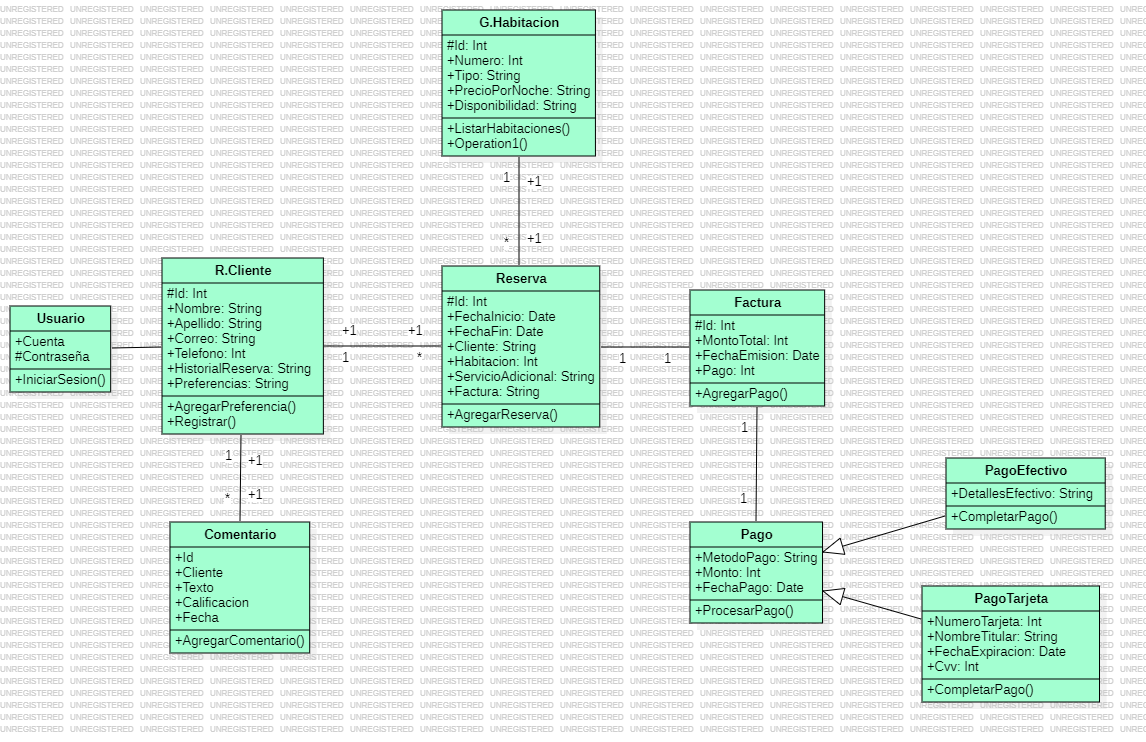 G.Habitacion
#Id: Int
+Numero: Int
+Tipo: String
+PrecioPorNoche: String
+Disponibilidad: String
+ListarHabitaciones()
+Operation1()
1
+1
*
+1
R.Cliente
#Id: Int
+Nombre: String
+Apellido: String
+Correo: String
+Telefono: Int
+HistorialReserva: String
+Preferencias: String
+AgregarPreferencia()
+Registrar()
Usuario
+Cuenta
#Contraseña
+IniciarSesion()
+1
+1
1
*
Reserva
#Id: Int
+FechaInicio: Date
+FechaFin: Date
+Cliente: String
+Habitacion: Int
+ServicioAdicional: String
+Factura: String
+AgregarReserva()
1
1
Factura
#Id: Int
+MontoTotal: Int
+FechaEmision: Date
+Pago: Int
+AgregarPago()
1
+1
*
+1
1
1
Comentario
+Id
+Cliente
+Texto
+Calificacion
+Fecha
+AgregarComentario()
Pago
+MetodoPago: String
+Monto: Int
+FechaPago: Date
+ProcesarPago()
PagoEfectivo
+DetallesEfectivo: String
+CompletarPago()
PagoTarjeta
+NumeroTarjeta: Int
+NombreTitular: String
+FechaExpiracion: Date
+Cvv: Int
+CompletarPago()
UNREGISTERED